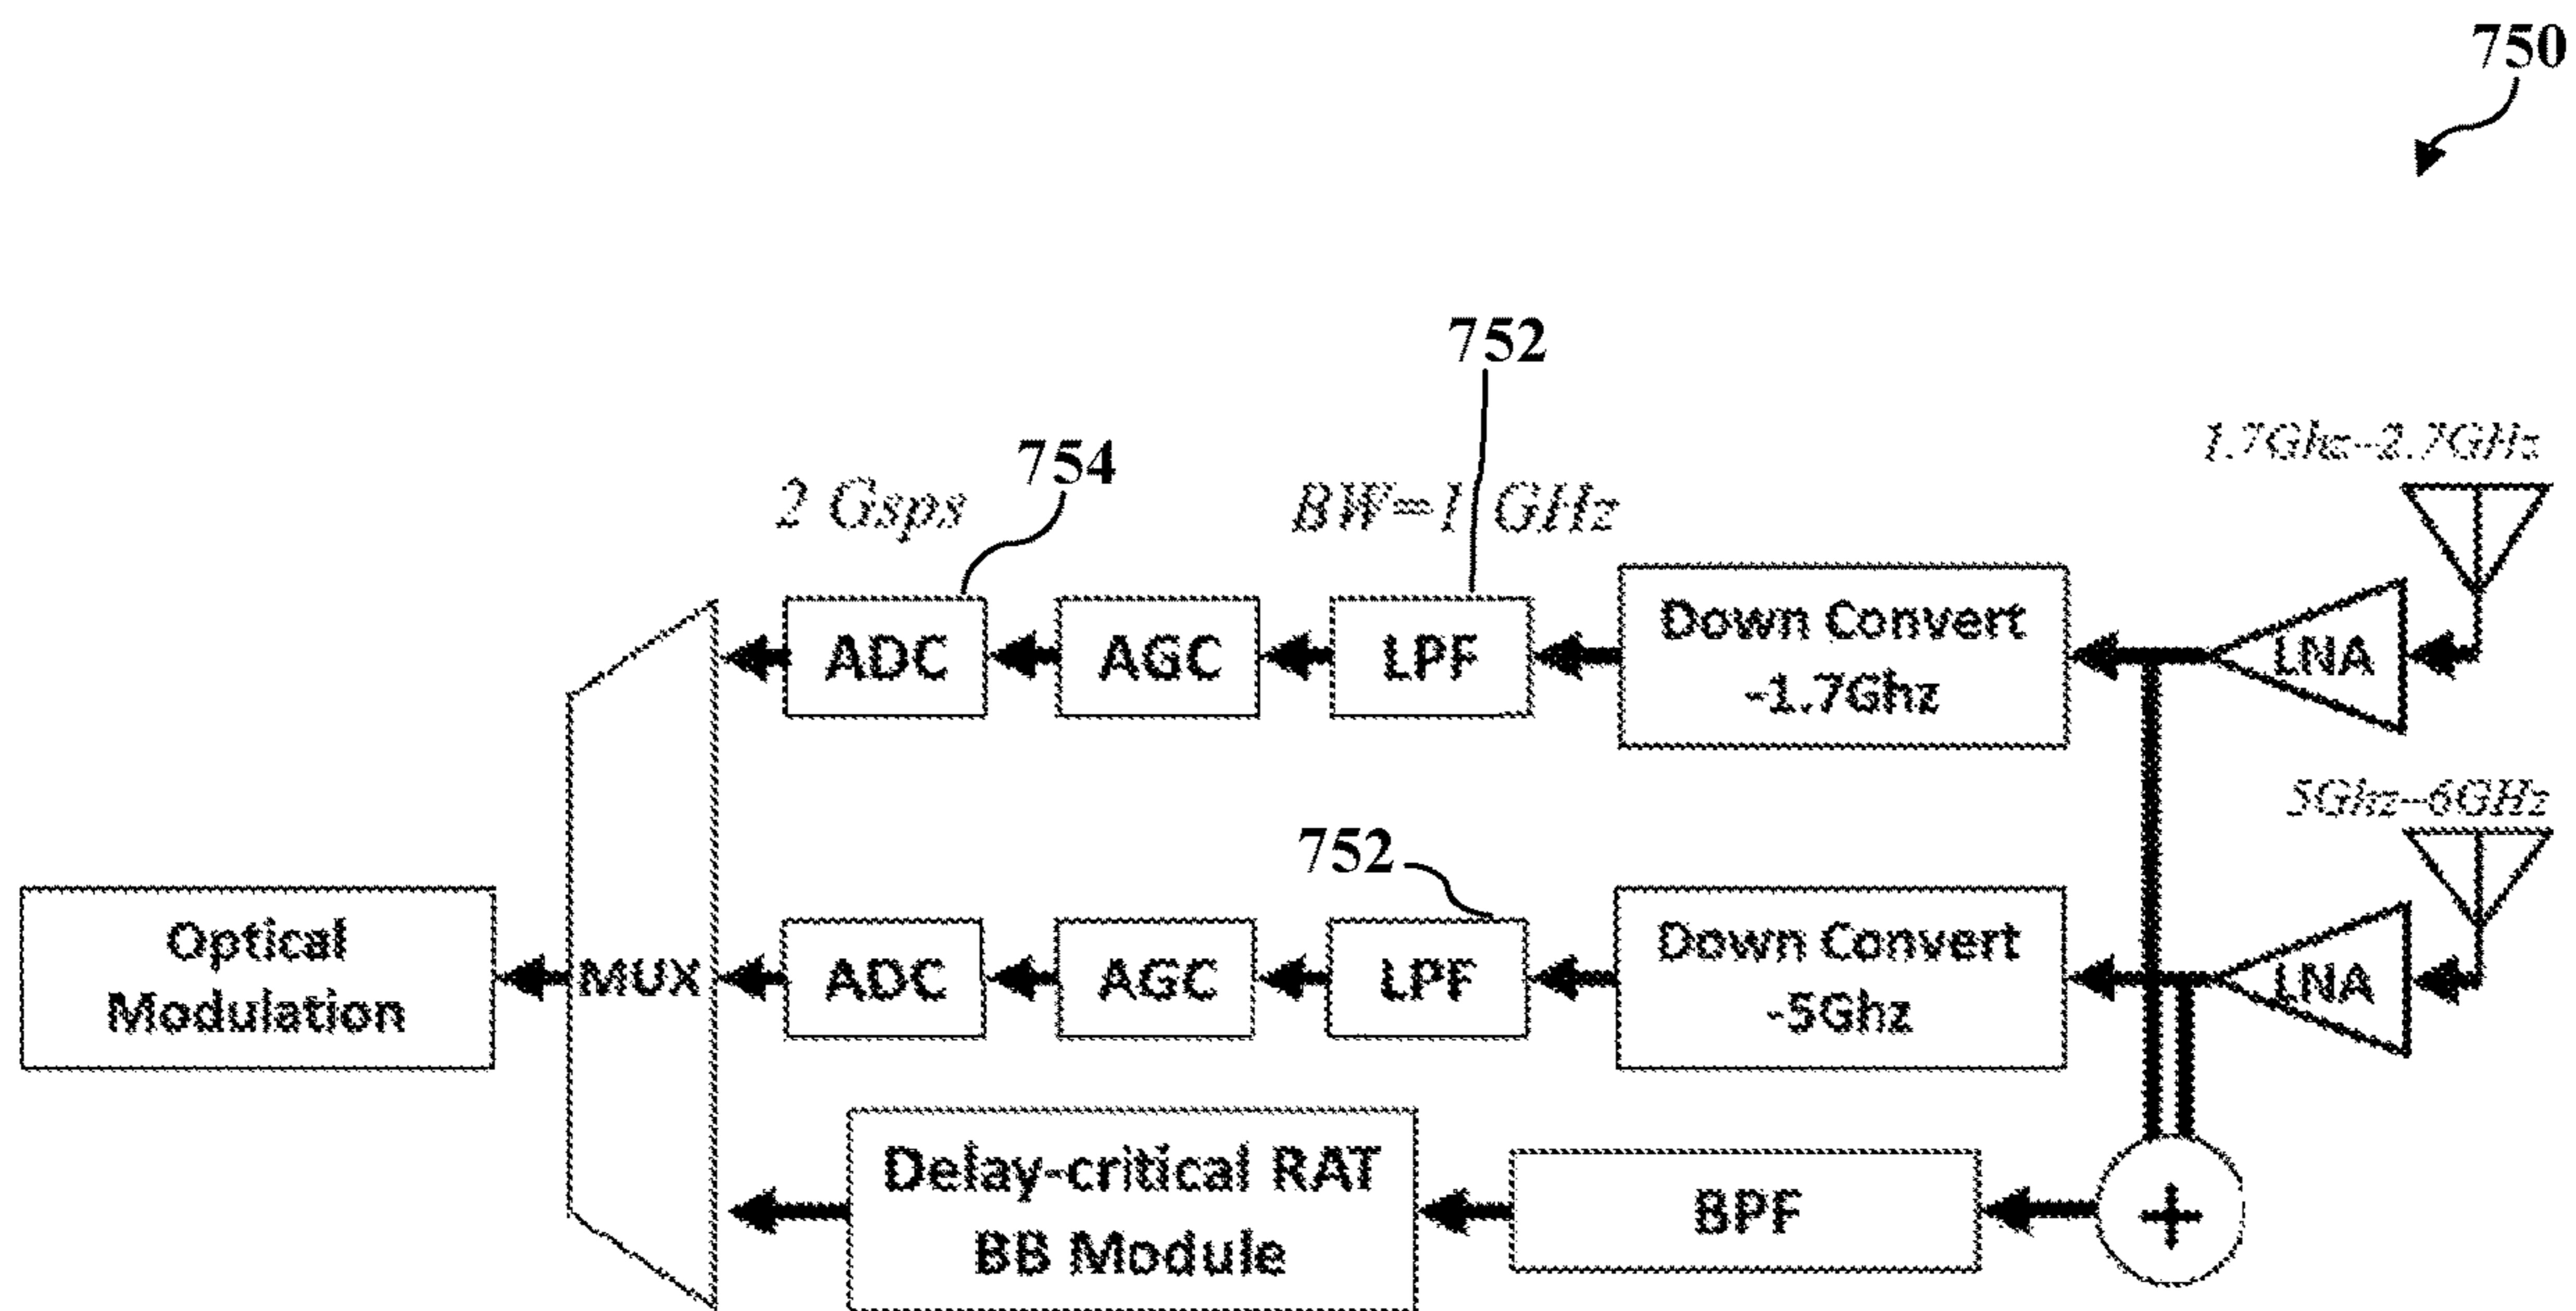 750
752
754
1.7Ghz-2.7GHz
2 Gsps
BW=1 GHz
Down Convert
-1.7Ghz
ADC
AGC
LPF
LNA
5Ghz-6GHz
752
Optical
Modulation
MUX
ADC
AGC
LPF
Down Convert
-5Ghz
LNA
Delay-critical RAT
BB Module
BPF
+